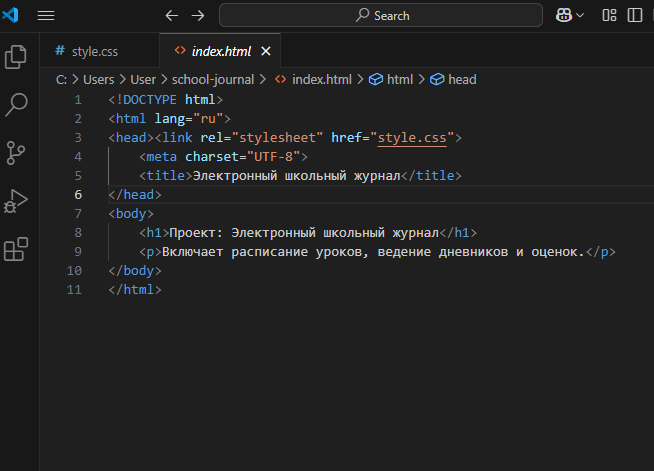 Search
style.css
index.html
C: > Users > User > school-journal > index.html > html > head
1 <!DOCTYPE html>
2 <html lang="ru">
3 <head><link rel="stylesheet" href="style.css">
4     <meta charset="UTF-8">
5     <title>Электронный школьный журнал</title>
6 </head>
7 <body>
8     <h1>Проект: Электронный школьный журнал</h1>
9     <p>Включает расписание уроков, ведение дневников и оценок.</p>
10 </body>
11 </html>